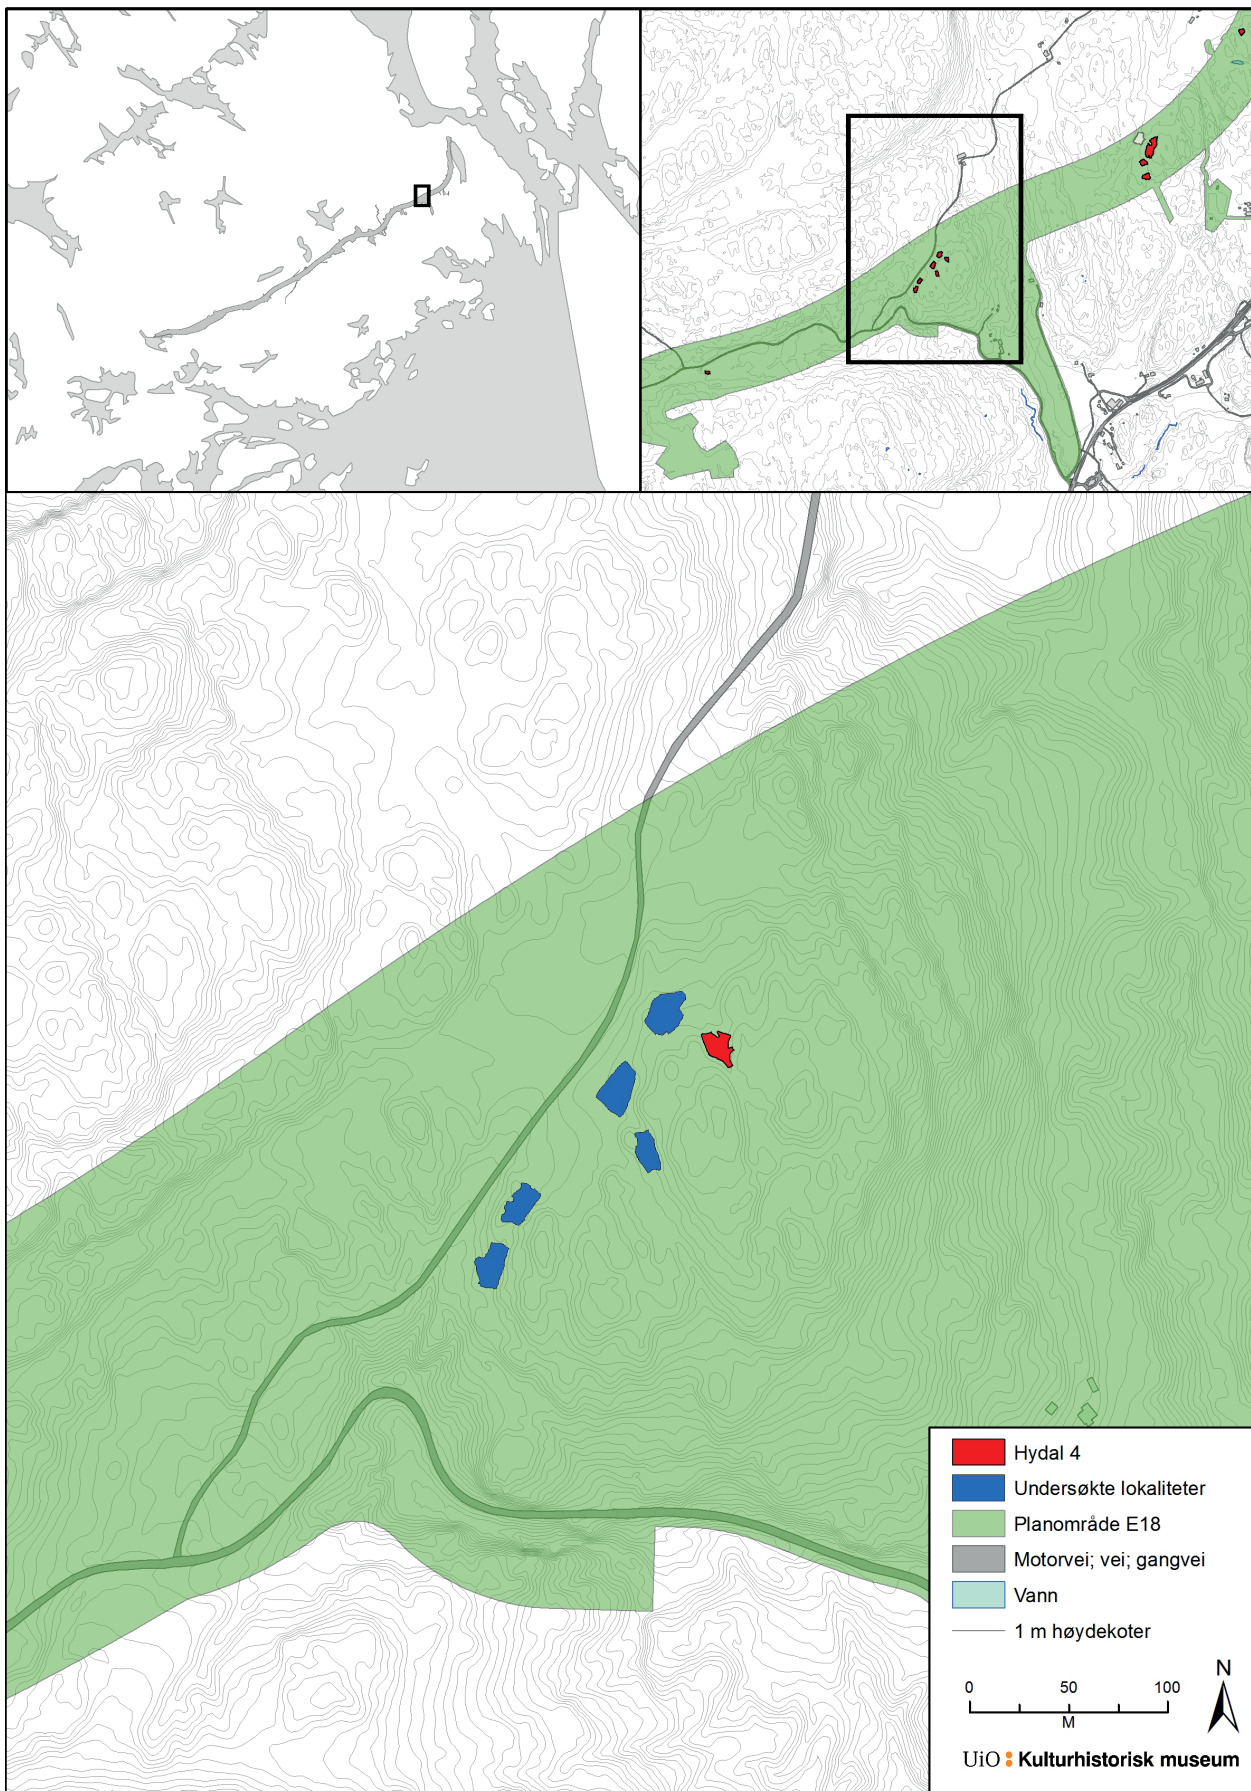 Hydal 4
Undersøkte lokaliteter
Planområde E18
Motorvei; vei; gangvei
Vann
1 m høydekoter
N
0 50 100
M
UiO Kulturhistorisk museum